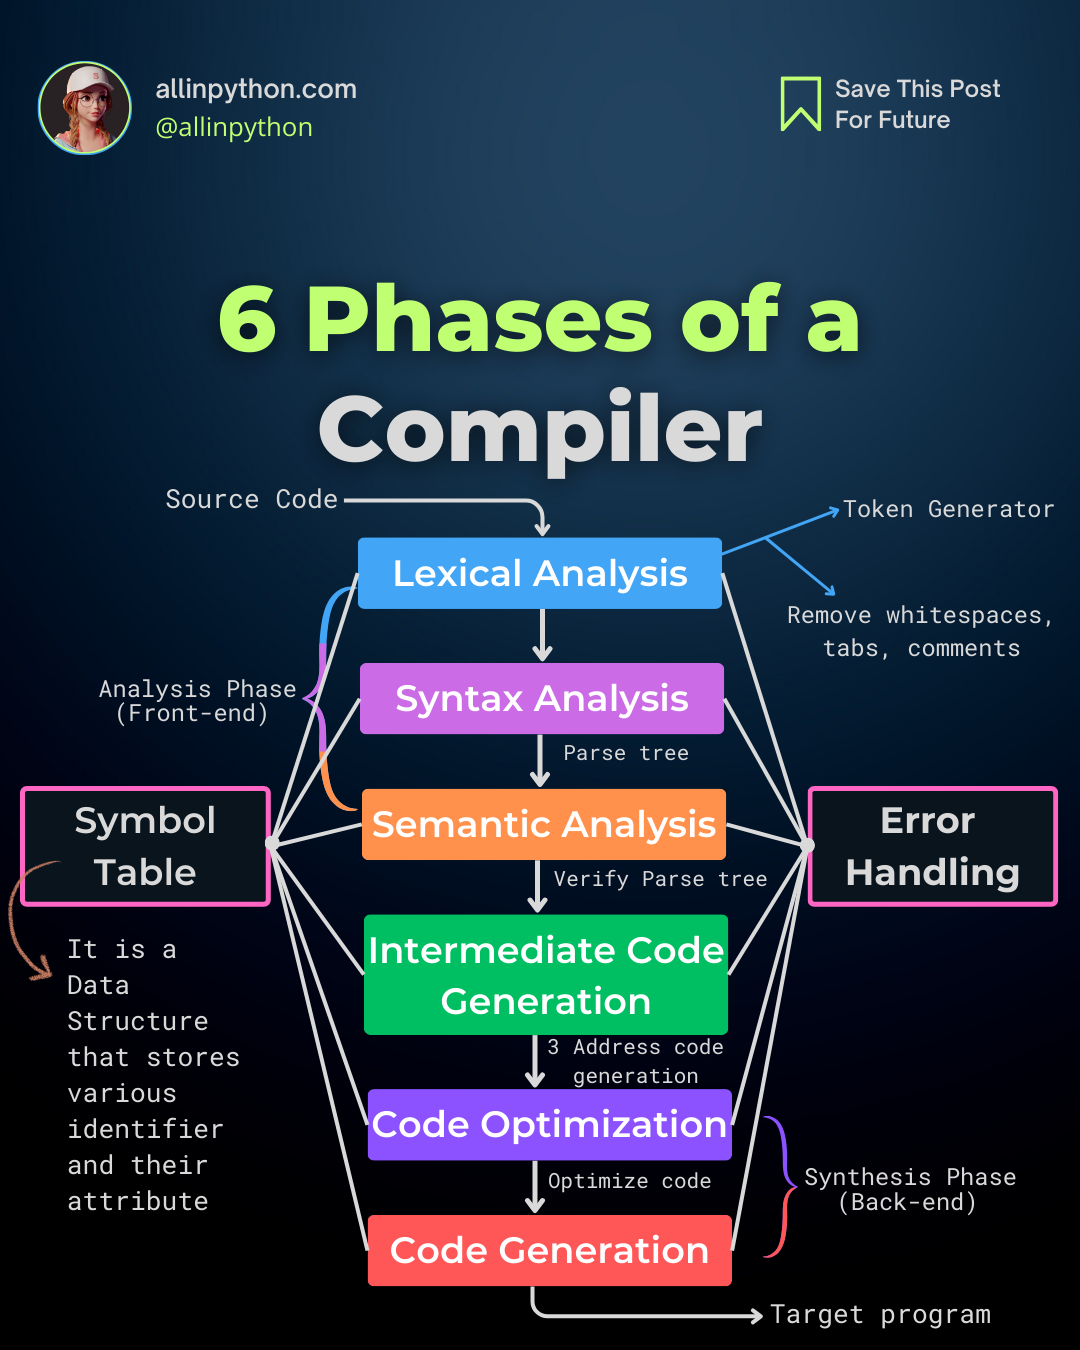 allinpython.com
@allinpython
Save This Post
For Future
6 Phases of a
Compiler
Source Code
Token Generator
Lexical Analysis
Remove whitespaces,
tabs, comments
Analysis Phase
(Front-end)
Syntax Analysis
Parse tree
Symbol
Table
Semantic Analysis
Error
Handling
Verify Parse tree
It is a
Data
Structure
that stores
various
identifier
and their
attribute
Intermediate Code
Generation
3 Address code
generation
Code Optimization
Optimize code
Synthesis Phase
(Back-end)
Code Generation
Target program